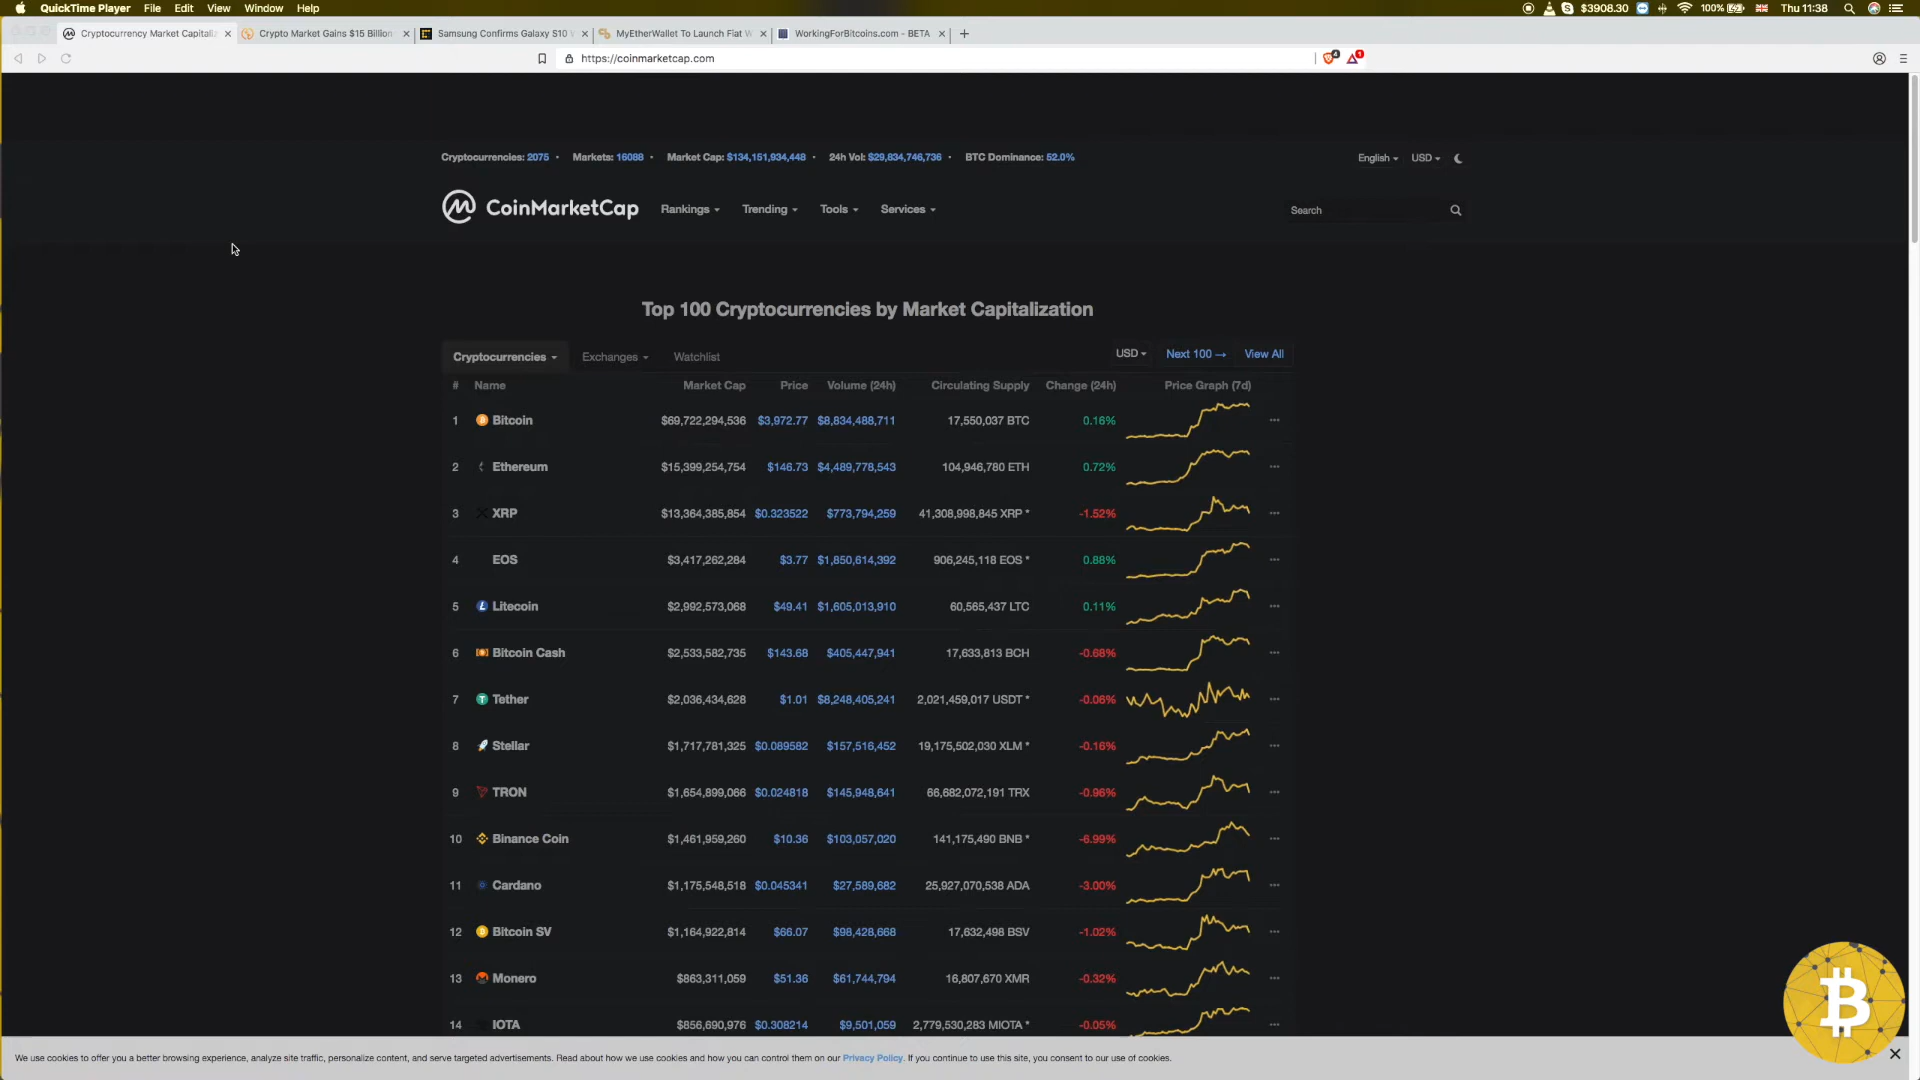 QuickTime Player File Edit View Window Help $3908.30 100% Thu 11:38
Cryptocurrency Market Capitaliz Crypto Market Gains $15 Billion Samsung Confirms Galaxy S10 MyEtherWallet To Launch Fiat WorkingForBitcoins.com - BETA
https://coinmarketcap.com 4 1
Cryptocurrencies: 2075 • Markets: 16088 • Market Cap: $134,151,934,448 • 24h Vol: $29,834,746,736 • BTC Dominance: 52.0% English USD
CoinMarketCap Rankings Trending Tools Services Search
Top 100 Cryptocurrencies by Market Capitalization
Cryptocurrencies Exchanges Watchlist USD Next 100 → View All
# Name Market Cap Price Volume (24h) Circulating Supply Change (24h) Price Graph (7d)
1 Bitcoin $69,722,294,536 $3,972.77 $8,834,488,711 17,550,037 BTC 0.16%
2 Ethereum $15,399,254,754 $146.73 $4,489,778,543 104,946,780 ETH 0.72%
3 XRP $13,364,385,854 $0.323522 $773,794,259 41,308,998,845 XRP * -1.52%
4 EOS $3,417,262,284 $3.77 $1,850,614,392 906,245,118 EOS * 0.88%
5 Litecoin $2,992,573,068 $49.41 $1,605,013,910 60,565,437 LTC 0.11%
6 Bitcoin Cash $2,533,582,735 $143.68 $405,447,941 17,633,813 BCH -0.68%
7 Tether $2,036,434,628 $1.01 $8,248,405,241 2,021,459,017 USDT * -0.06%
8 Stellar $1,717,781,325 $0.089582 $157,516,452 19,175,502,030 XLM * -0.16%
9 TRON $1,654,899,066 $0.024818 $145,948,641 66,682,072,191 TRX -0.96%
10 Binance Coin $1,461,959,260 $10.36 $103,057,020 141,175,490 BNB * -6.99%
11 Cardano $1,175,548,518 $0.045341 $27,589,682 25,927,070,538 ADA -3.00%
12 Bitcoin SV $1,164,922,814 $66.07 $98,428,668 17,632,498 BSV -1.02%
13 Monero $863,311,059 $51.36 $61,744,794 16,807,670 XMR -0.32%
14 IOTA $856,690,976 $0.308214 $9,501,059 2,779,530,283 MIOTA * -0.05%
We use cookies to offer you a better browsing experience, analyze site traffic, personalize content, and serve targeted advertisements. Read about how we use cookies and how you can control them on our Privacy Policy. If you continue to use this site, you consent to our use of cookies.